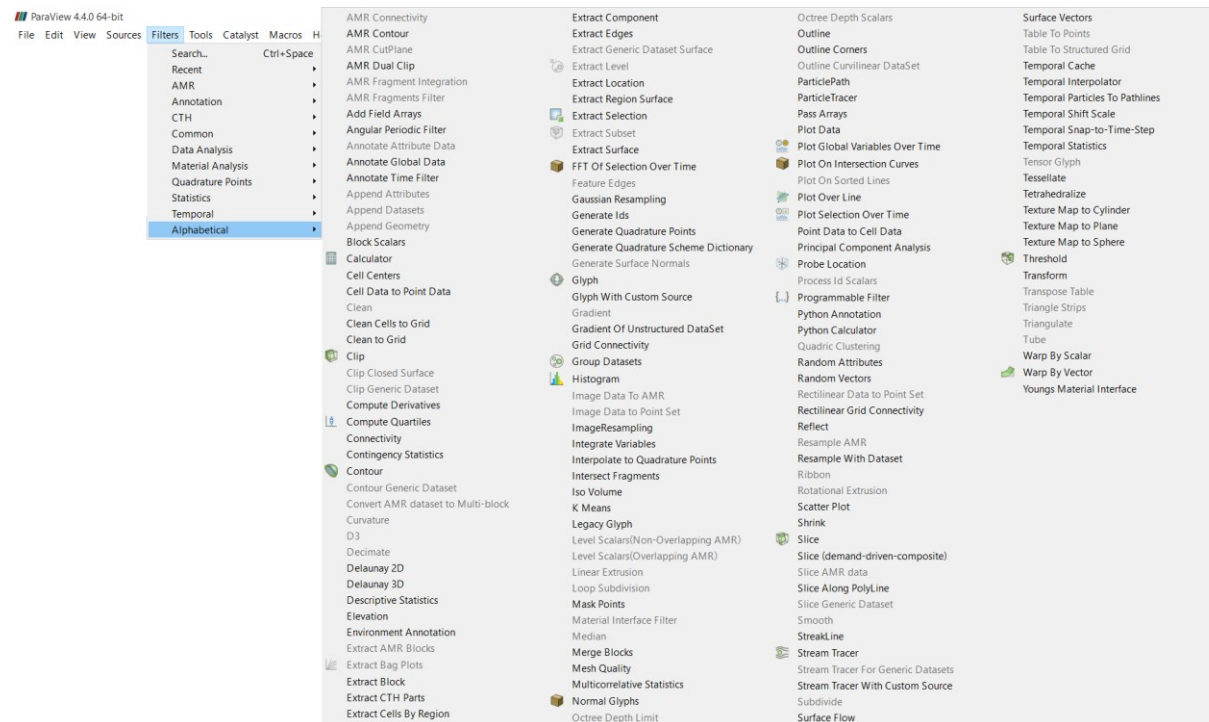 ParaView 4.4.0 64-bit
File Edit View Sources Filters Tools Catalyst Macros H
Search... Ctrl+Space
Recent
AMR
Annotation
CTH
Common
Data Analysis
Material Analysis
Quadrature Points
Statistics
Temporal
Alphabetical
AMR Connectivity
AMR Contour
AMR CutPlane
AMR Dual Clip
AMR Fragment Integration
AMR Fragments Filter
Add Field Arrays
Angular Periodic Filter
Annotate Attribute Data
Annotate Global Data
Annotate Time Filter
Append Attributes
Append Datasets
Append Geometry
Block Scalars
Calculator
Cell Centers
Cell Data to Point Data
Clean
Clean Cells to Grid
Clean to Grid
Clip
Clip Closed Surface
Clip Generic Dataset
Compute Derivatives
Compute Quartiles
Connectivity
Contingency Statistics
Contour
Contour Generic Dataset
Convert AMR dataset to Multi-block
Curvature
D3
Decimate
Delaunay 2D
Delaunay 3D
Descriptive Statistics
Elevation
Environment Annotation
Extract AMR Blocks
Extract Bag Plots
Extract Block
Extract CTH Parts
Extract Cells By Region
Extract Component
Extract Edges
Extract Generic Dataset Surface
Extract Level
Extract Location
Extract Region Surface
Extract Selection
Extract Subset
Extract Surface
FFT Of Selection Over Time
Feature Edges
Gaussian Resampling
Generate Ids
Generate Quadrature Points
Generate Quadrature Scheme Dictionary
Generate Surface Normals
Glyph
Glyph With Custom Source
Gradient
Gradient Of Unstructured DataSet
Grid Connectivity
Group Datasets
Histogram
Image Data To AMR
Image Data to Point Set
ImageResampling
Integrate Variables
Interpolate to Quadrature Points
Intersect Fragments
Iso Volume
K Means
Legacy Glyph
Level Scalars(Non-Overlapping AMR)
Level Scalars(Overlapping AMR)
Linear Extrusion
Loop Subdivision
Mask Points
Material Interface Filter
Median
Merge Blocks
Mesh Quality
Multicorrelative Statistics
Normal Glyphs
Octree Depth Limit
Octree Depth Scalars
Outline
Outline Corners
Outline Curvilinear DataSet
ParticlePath
ParticleTracer
Pass Arrays
Plot Data
Plot Global Variables Over Time
Plot On Intersection Curves
Plot On Sorted Lines
Plot Over Line
Plot Selection Over Time
Point Data to Cell Data
Principal Component Analysis
Probe Location
Process Id Scalars
Programmable Filter
Python Annotation
Python Calculator
Quadric Clustering
Random Attributes
Random Vectors
Rectilinear Data to Point Set
Rectilinear Grid Connectivity
Reflect
Resample AMR
Resample With Dataset
Ribbon
Rotational Extrusion
Scatter Plot
Shrink
Slice
Slice (demand-driven-composite)
Slice AMR data
Slice Along PolyLine
Slice Generic Dataset
Smooth
StreakLine
Stream Tracer
Stream Tracer For Generic Datasets
Stream Tracer With Custom Source
Subdivide
Surface Flow
Surface Vectors
Table To Points
Table To Structured Grid
Temporal Cache
Temporal Interpolator
Temporal Particles To Pathlines
Temporal Shift Scale
Temporal Snap-to-Time-Step
Temporal Statistics
Tensor Glyph
Tessellate
Tetrahedralize
Texture Map to Cylinder
Texture Map to Plane
Texture Map to Sphere
Threshold
Transform
Transpose Table
Triangle Strips
Triangulate
Tube
Warp By Scalar
Warp By Vector
Youngs Material Interface